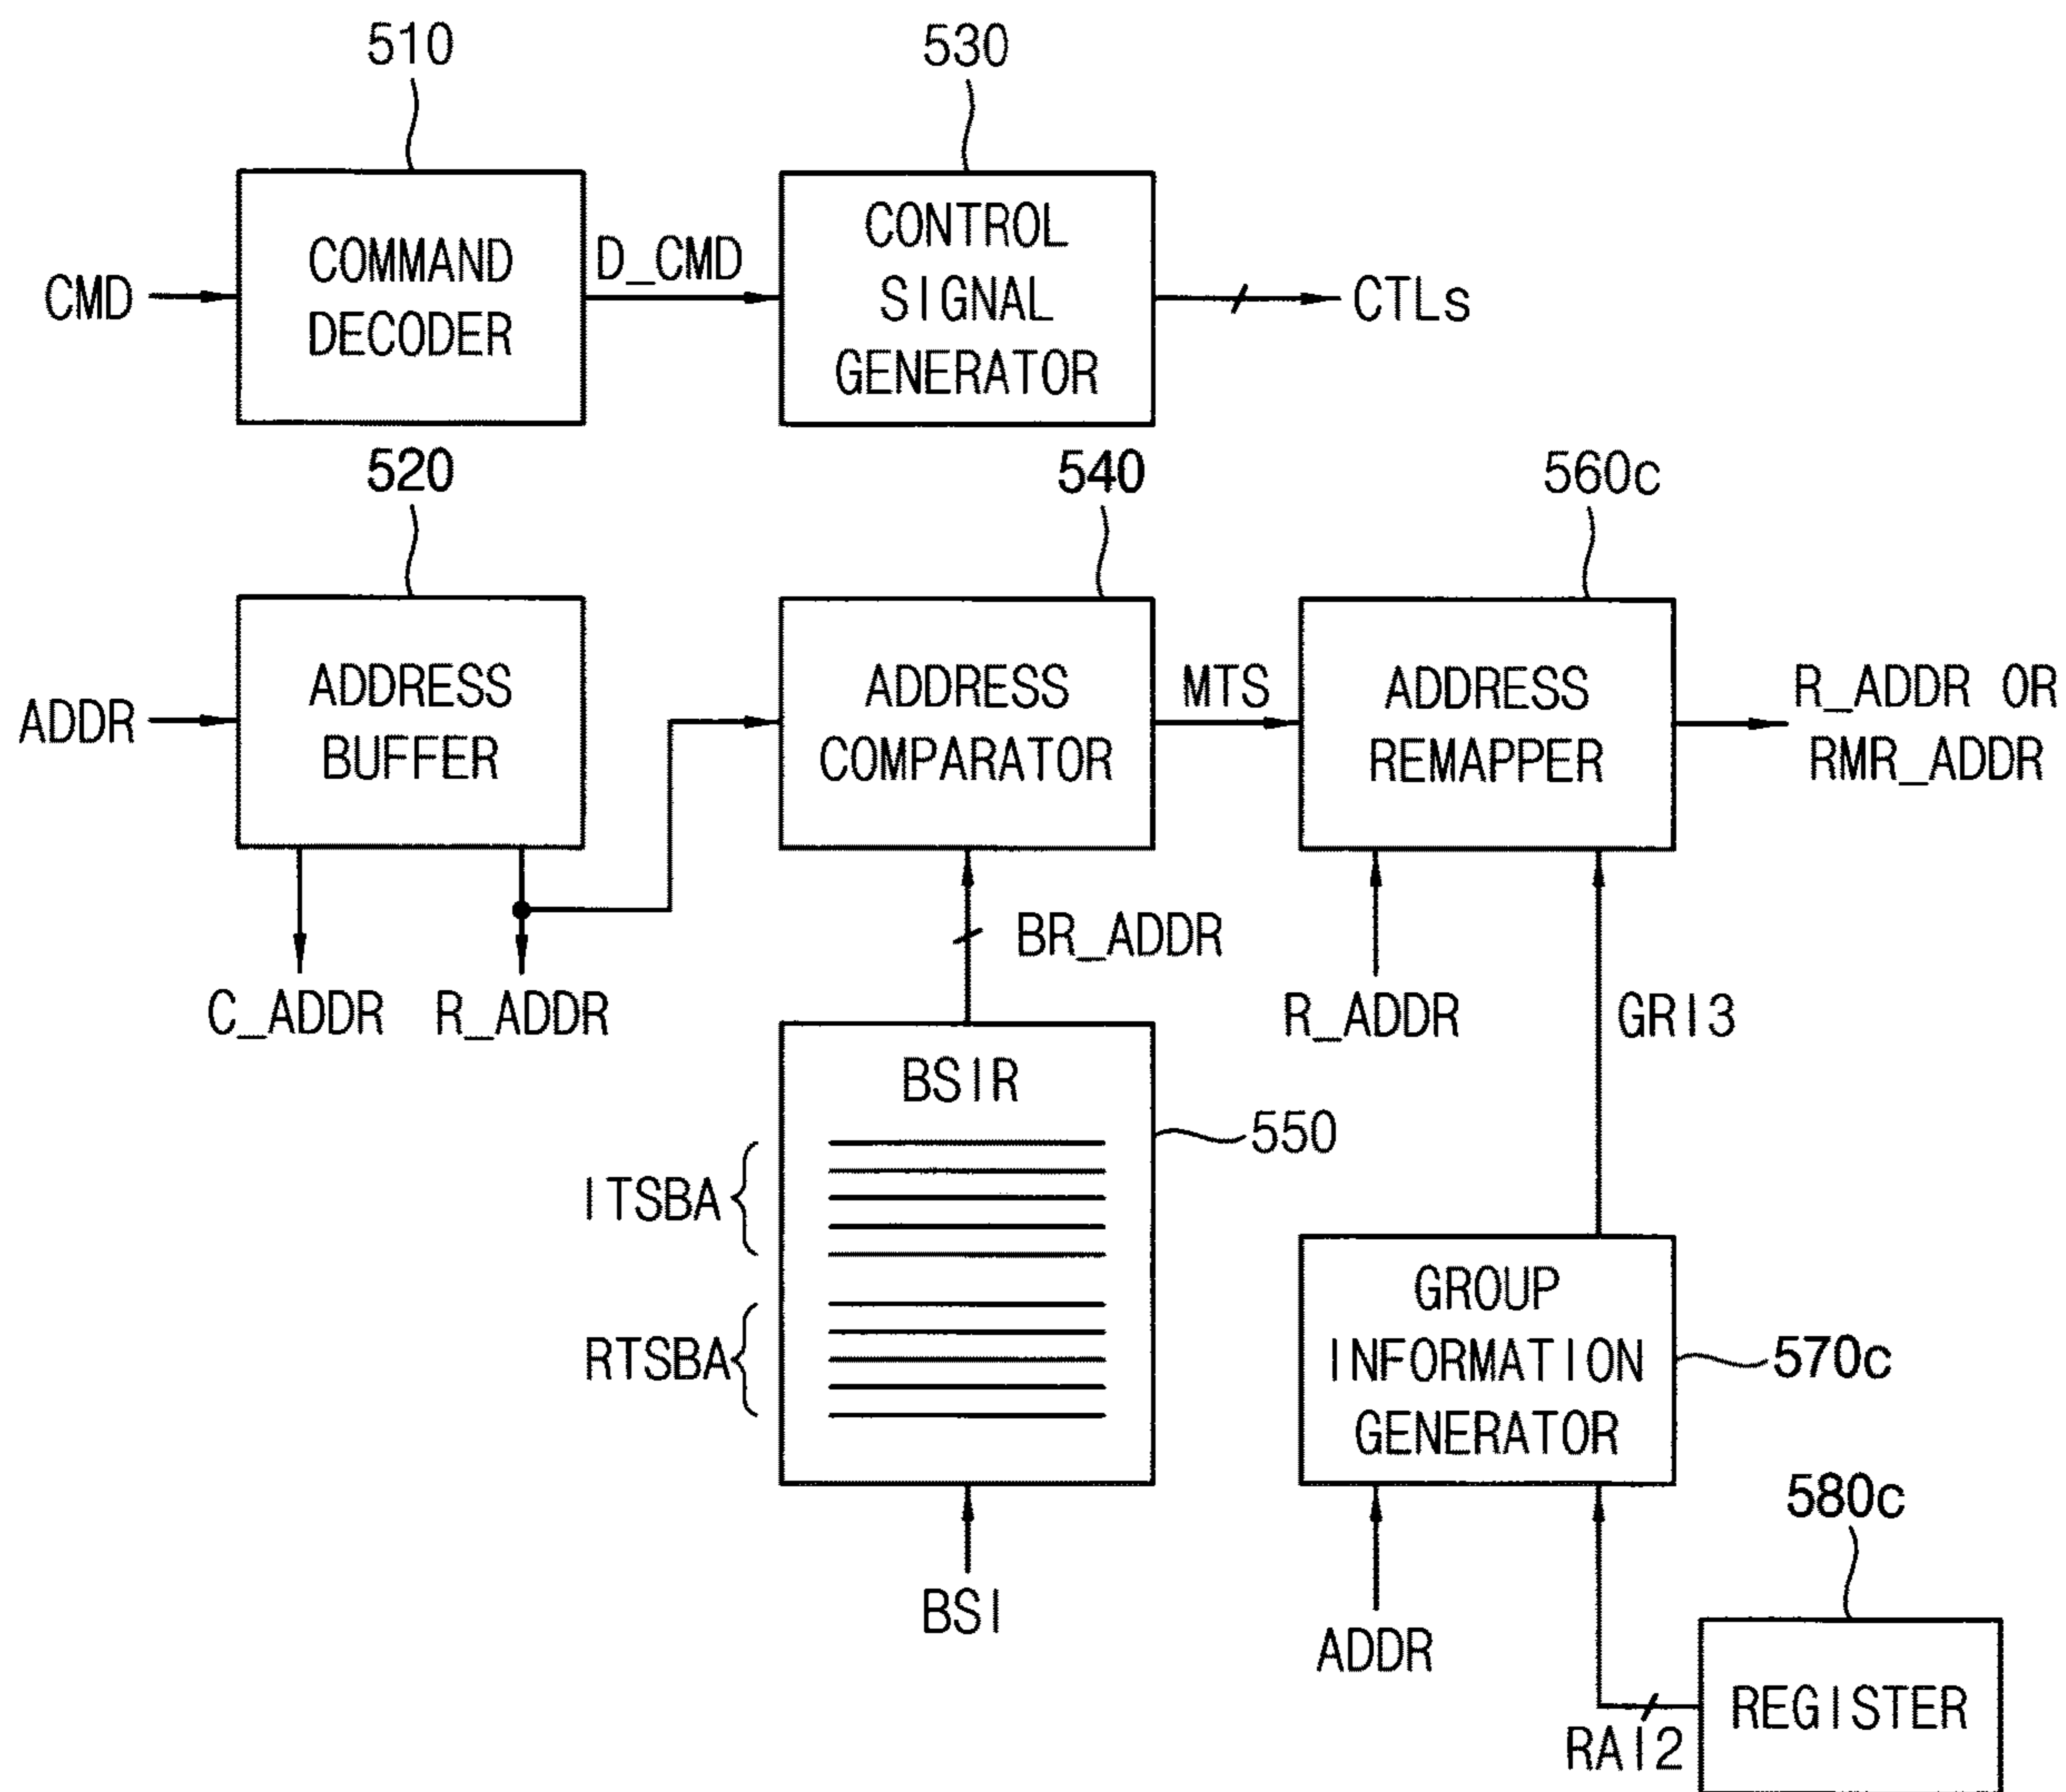 510
530
COMMAND
DECODER
CONTROL
SIGNAL
GENERATOR
CMD
D_CMD
CTLs
520
540
560c
ADDRESS
BUFFER
ADDRESS
COMPARATOR
ADDRESS
REMAPPER
ADDR
MTS
R_ADDR OR
RMR_ADDR
C_ADDR
R_ADDR
BR_ADDR
R_ADDR
GRI3
BSIR
550
ITSBA
RTSBA
GROUP
INFORMATION
GENERATOR
570c
580c
BSI
ADDR
RAI2
REGISTER